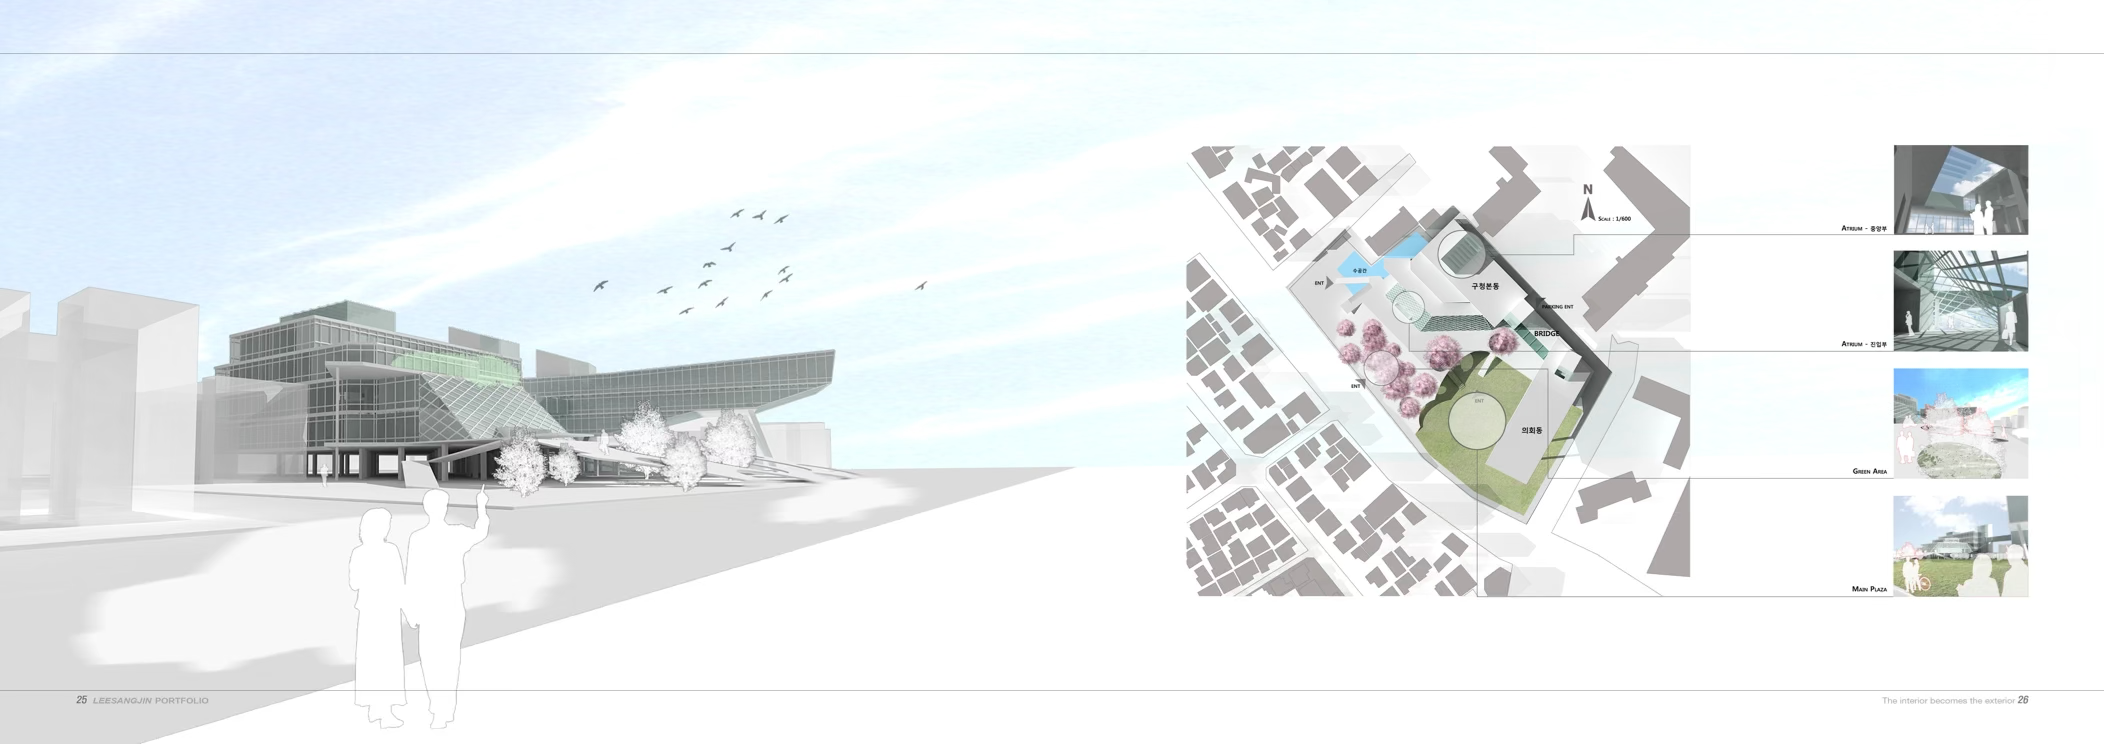 N
SCALE : 1/600
ATRIUM - 중앙부
수공간
ENT
구청본동
PARKING ENT
BRIDGE
ATRIUM - 진입부
ENT
ENT
의회동
GREEN AREA
MAIN PLAZA
25 LEESANGJIN PORTFOLIO
The interior becomes the exterior 26